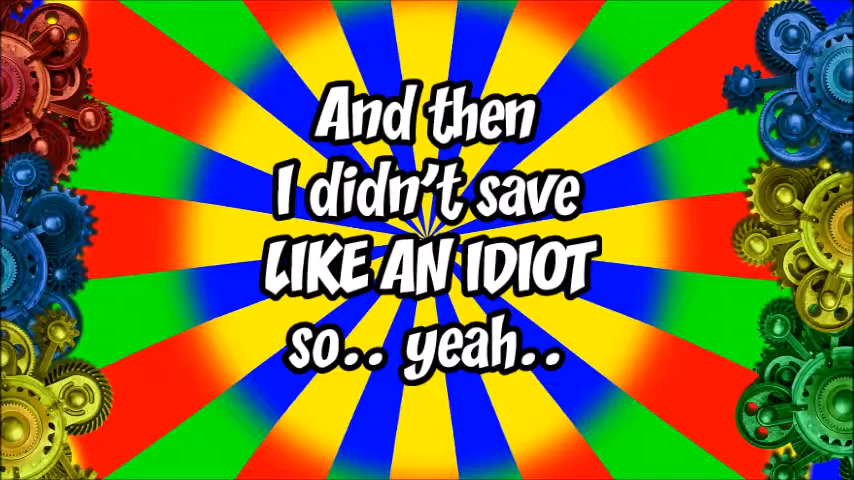 And then
I didn't save
LIKE AN IDIOT
so.. yeah..